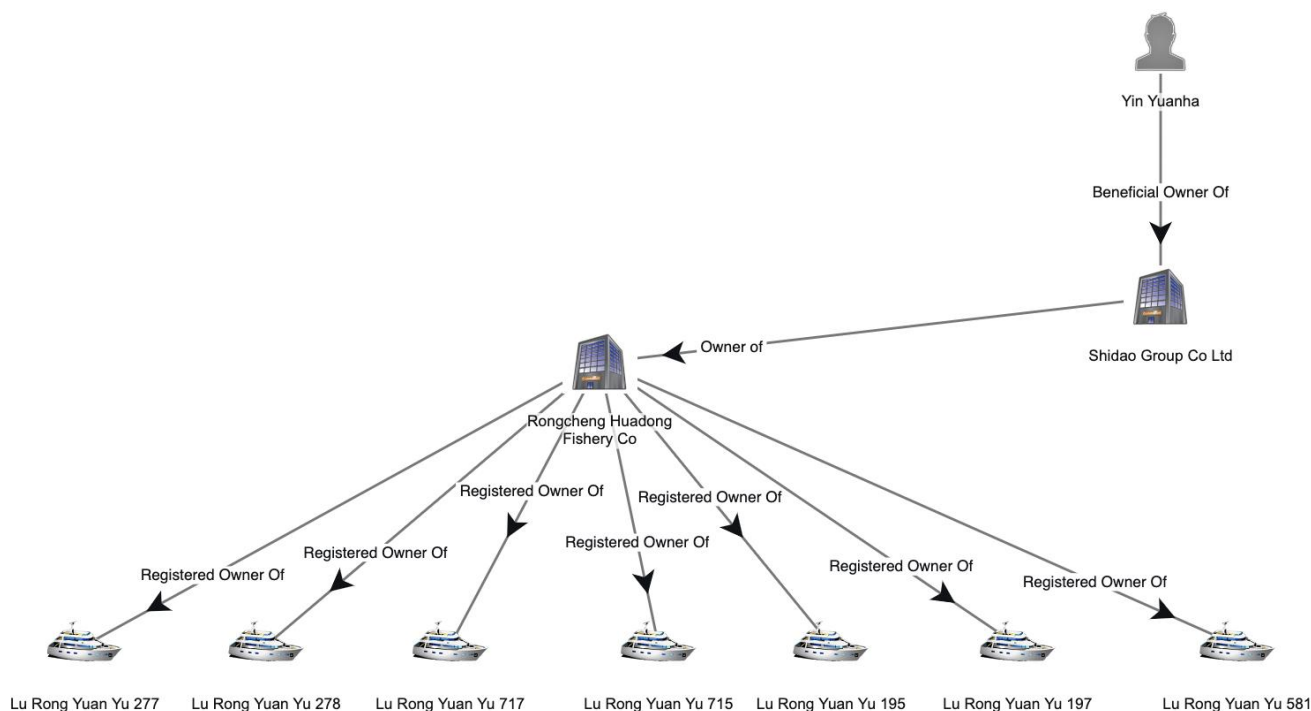 Yin Yuanha
Beneficial Owner Of
Owner of
Shidao Group Co Ltd
Rongcheng Huadong
Fishery Co
Registered Owner Of
Registered Owner Of
Registered Owner Of
Registered Owner Of
Registered Owner Of
Registered Owner Of
Registered Owner Of
Lu Rong Yuan Yu 277
Lu Rong Yuan Yu 278
Lu Rong Yuan Yu 717
Lu Rong Yuan Yu 715
Lu Rong Yuan Yu 195
Lu Rong Yuan Yu 197
Lu Rong Yuan Yu 581